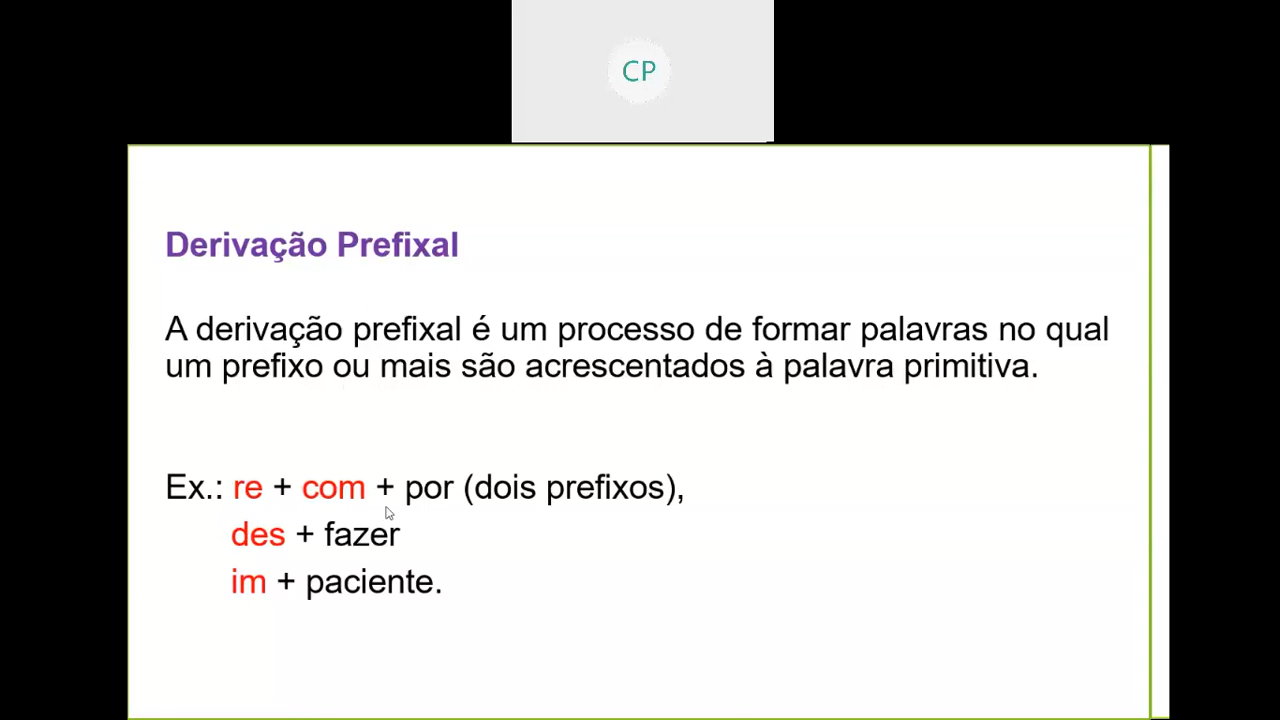 CP
Derivação Prefixal
A derivação prefixal é um processo de formar palavras no qual
um prefixo ou mais são acrescentados à palavra primitiva.
Ex.: re + com + por (dois prefixos),
des + fazer
im + paciente.